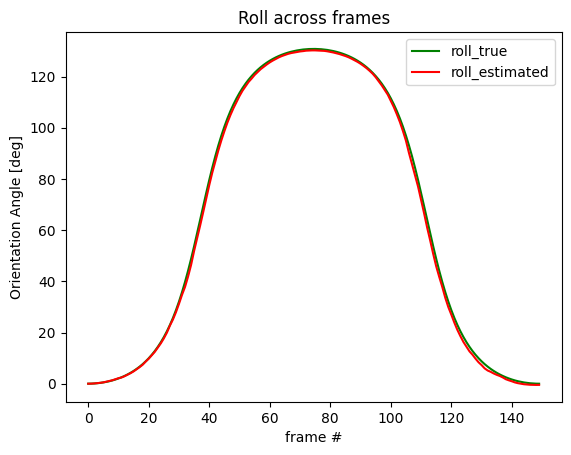 Roll across frames
roll_true
roll_estimated
Orientation Angle [deg]
120
100
80
60
40
20
0
0 20 40 60 80 100 120 140
frame #